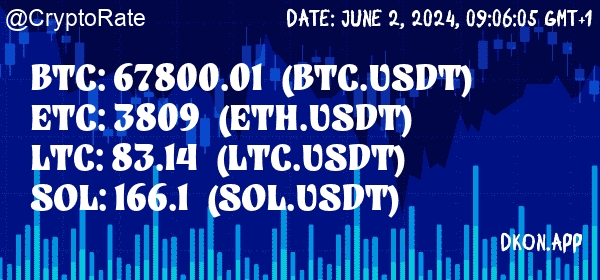 @CryptoRate
DATE: JUNE 2, 2024, 09:06:05 GMT+1
BTC: 67800.01 (BTC.USDT)
ETC: 3809 (ETH.USDT)
LTC: 83.14 (LTC.USDT)
SOL: 166.1 (SOL.USDT)
DKON.APP